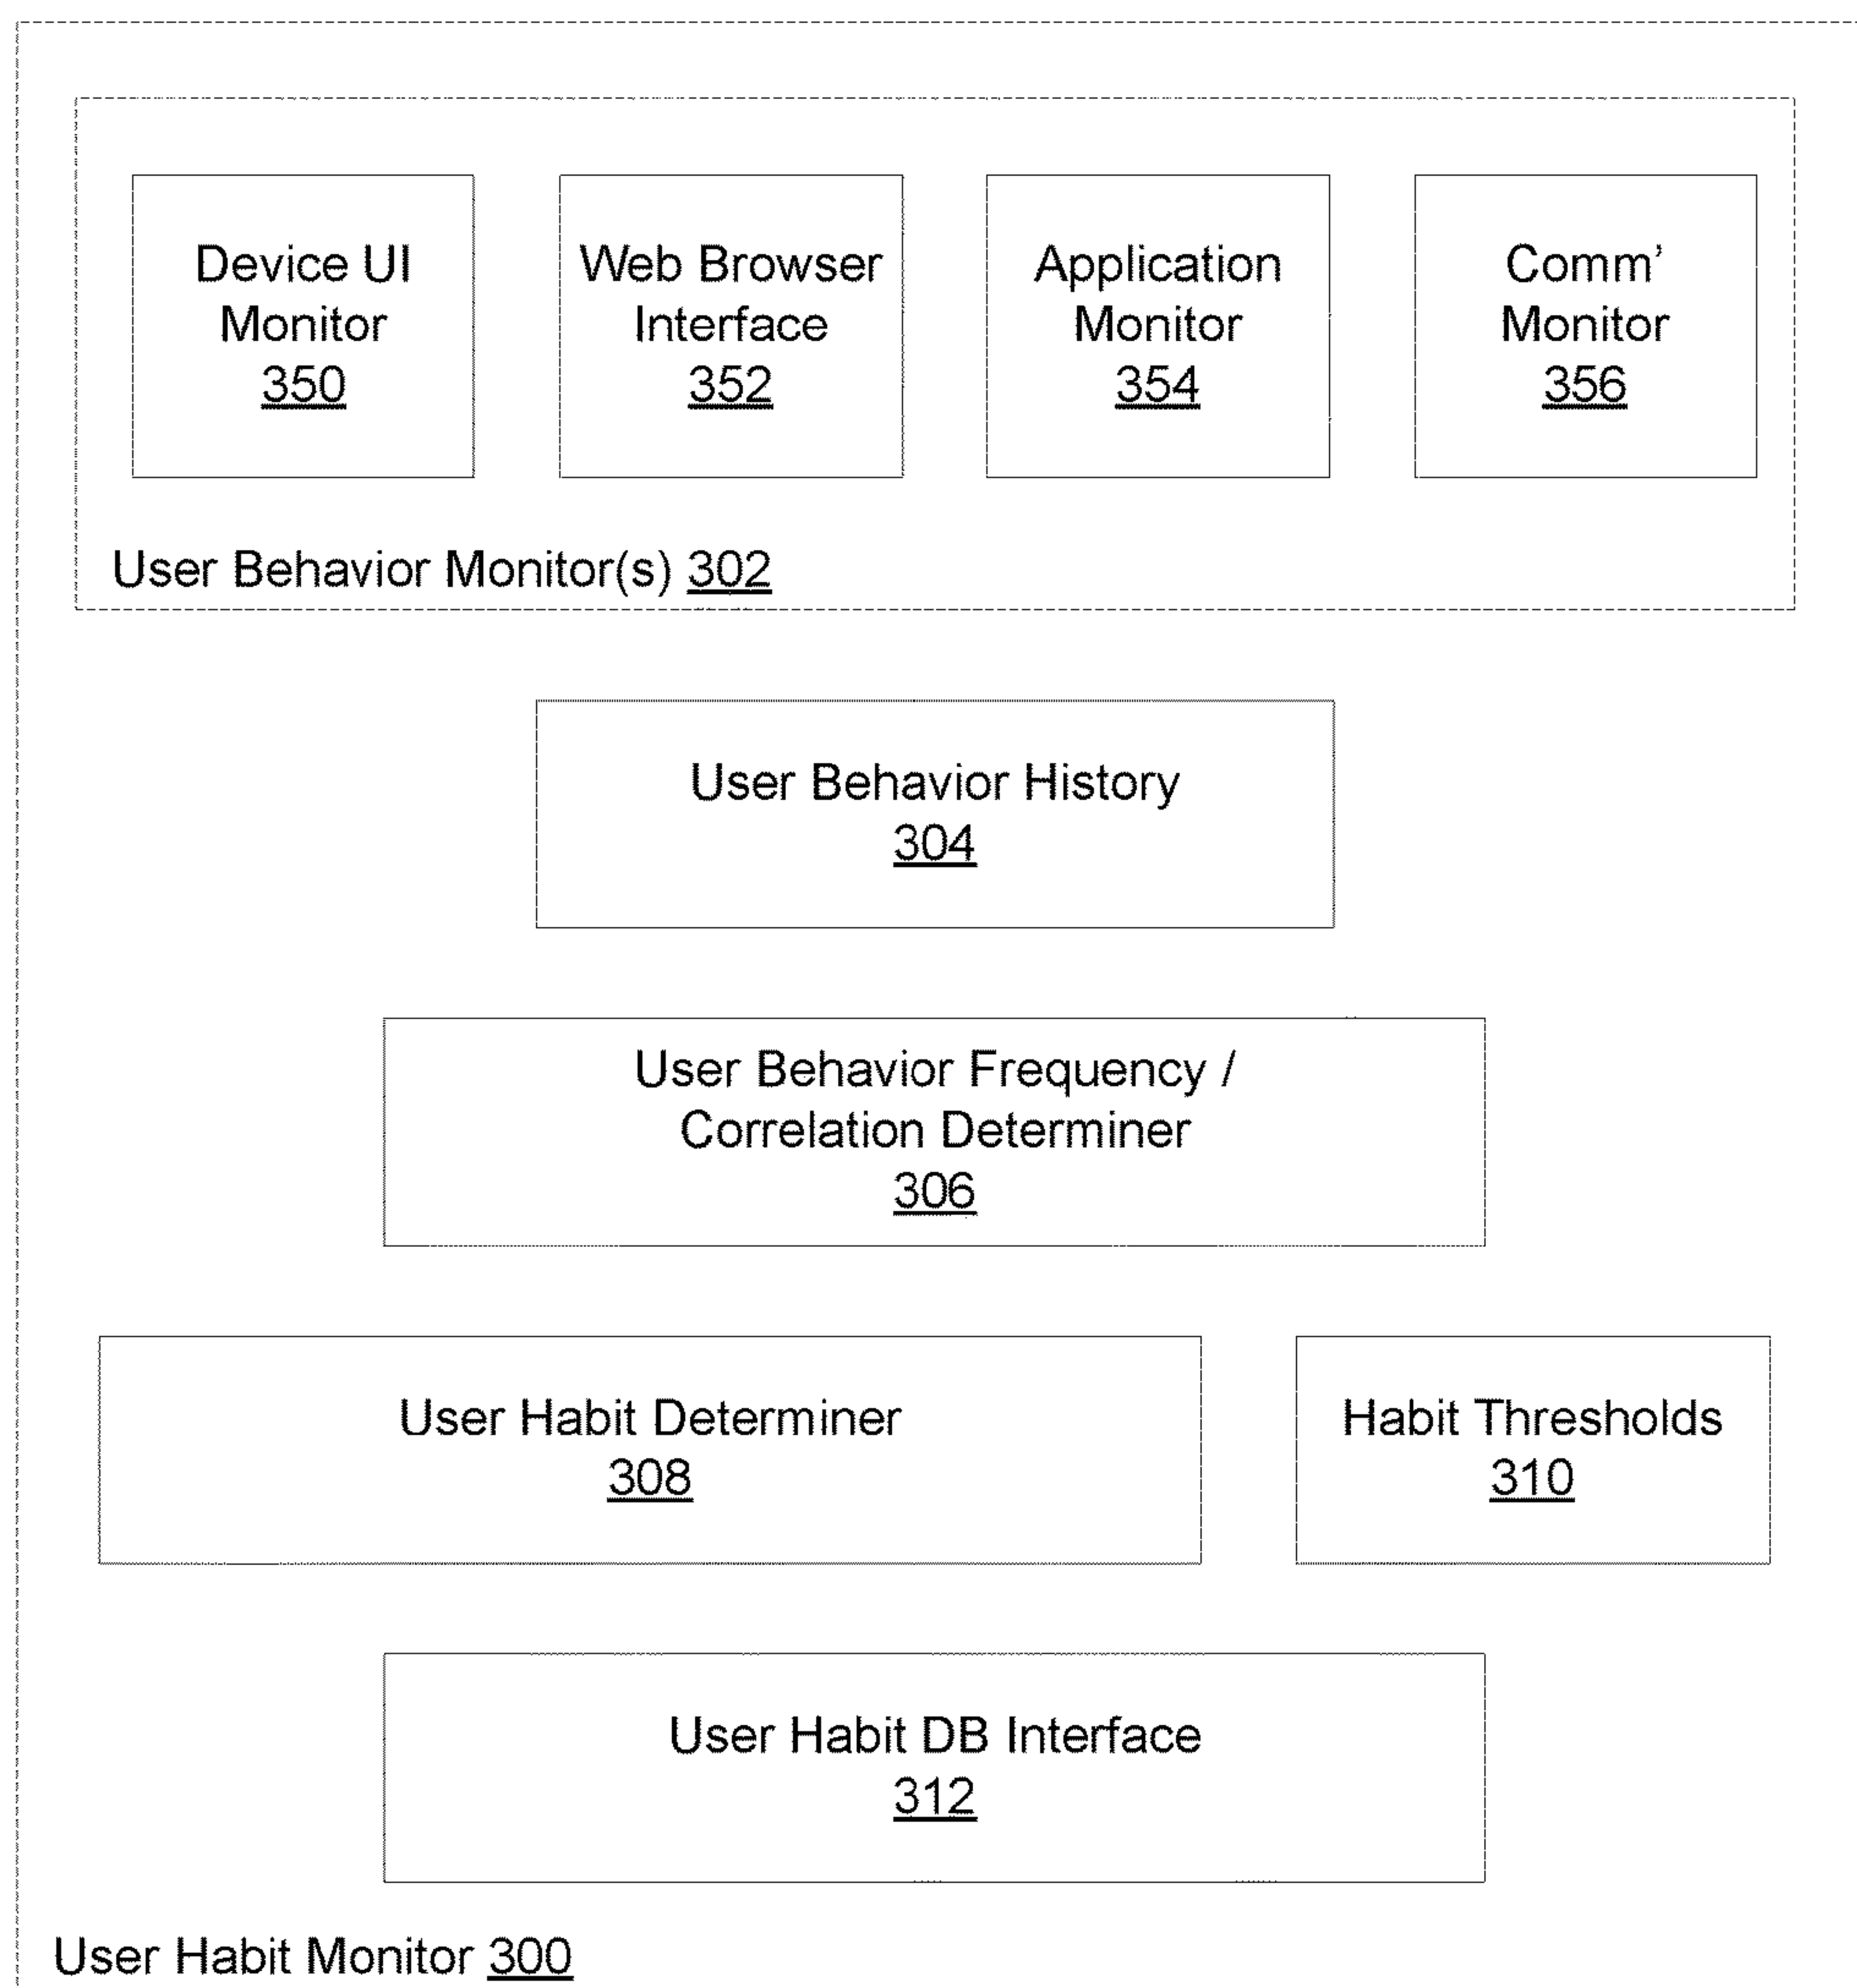 Device UI
Monitor
350
Web Browser
Interface
352
Application
Monitor
354
Comm’
Monitor
356
User Behavior Monitor(s) 302
User Behavior History
304
User Behavior Frequency /
Correlation Determiner
306
User Habit Determiner
308
Habit Thresholds
310
User Habit DB Interface
312
User Habit Monitor 300